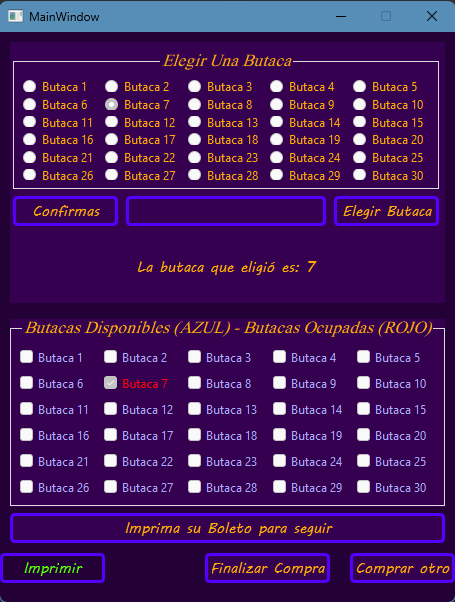 MainWindow
Elegir Una Butaca
Butaca 1 Butaca 2 Butaca 3 Butaca 4 Butaca 5
Butaca 6 Butaca 7 Butaca 8 Butaca 9 Butaca 10
Butaca 11 Butaca 12 Butaca 13 Butaca 14 Butaca 15
Butaca 16 Butaca 17 Butaca 18 Butaca 19 Butaca 20
Butaca 21 Butaca 22 Butaca 23 Butaca 24 Butaca 25
Butaca 26 Butaca 27 Butaca 28 Butaca 29 Butaca 30
Confirmas Elegir Butaca
La butaca que eligió es: 7
Butacas Disponibles (AZUL) - Butacas Ocupadas (ROJO)
Butaca 1 Butaca 2 Butaca 3 Butaca 4 Butaca 5
Butaca 6 Butaca 7 Butaca 8 Butaca 9 Butaca 10
Butaca 11 Butaca 12 Butaca 13 Butaca 14 Butaca 15
Butaca 16 Butaca 17 Butaca 18 Butaca 19 Butaca 20
Butaca 21 Butaca 22 Butaca 23 Butaca 24 Butaca 25
Butaca 26 Butaca 27 Butaca 28 Butaca 29 Butaca 30
Imprima su Boleto para seguir
Imprimir Finalizar Compra Comprar otro